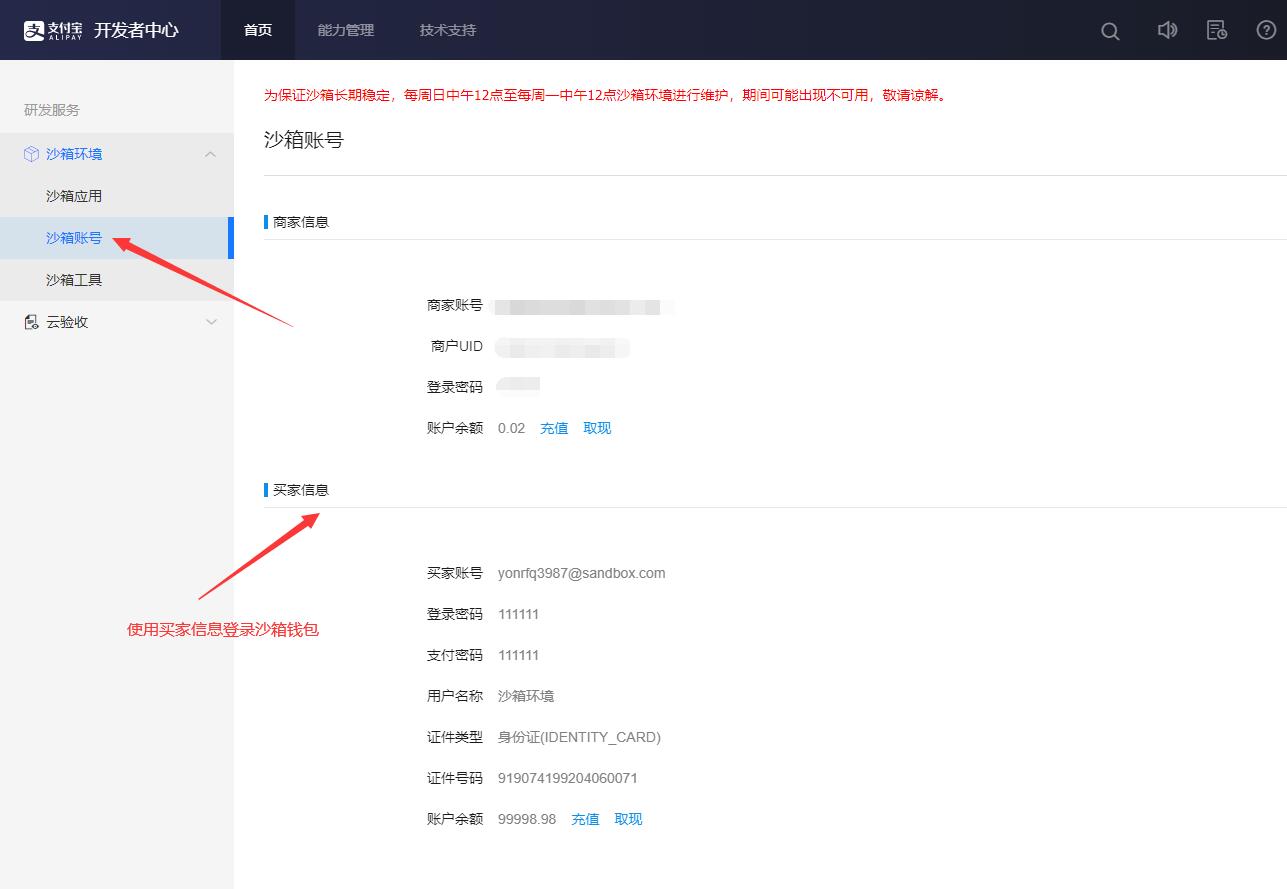 支付宝 ALIPAY 开发者中心 首页 能力管理 技术支持
研发服务
沙箱环境
沙箱应用
沙箱账号
沙箱工具
云验收
为保证沙箱长期稳定，每周日中午12点至每周一中午12点沙箱环境进行维护，期间可能出现不可用，敬请谅解。
沙箱账号
商家信息
商家账号
商户UID
登录密码
账户余额 0.02 充值 取现
买家信息
使用买家信息登录沙箱钱包
买家账号 yonrfq3987@sandbox.com
登录密码 111111
支付密码 111111
用户名称 沙箱环境
证件类型 身份证(IDENTITY_CARD)
证件号码 919074199204060071
账户余额 99998.98 充值 取现